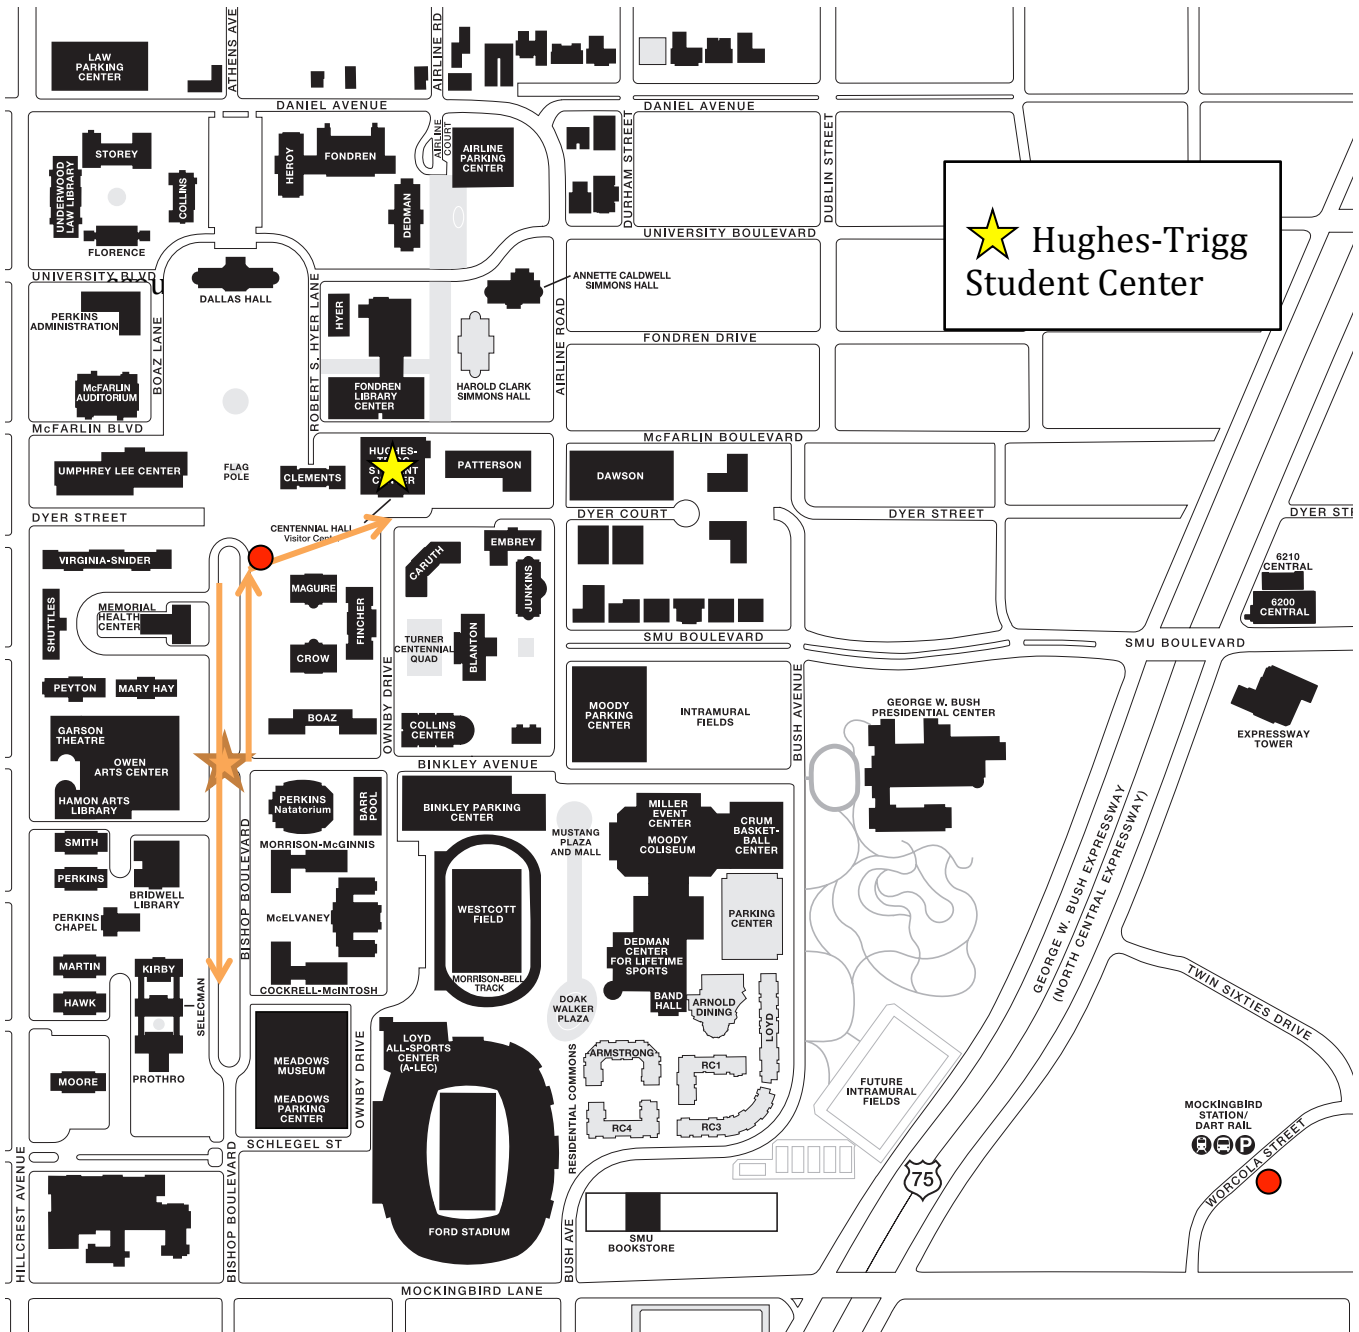 LAW
PARKING
CENTER
ATHENS AVE
AIRLINE RD
DANIEL AVENUE
DANIEL AVENUE
STOREY
HEROY
FONDREN
AIRLINE
COURT
AIRLINE
PARKING
CENTER
DURHAM STREET
DUBLIN STREET
UNDERWOOD
LAW LIBRARY
COLLINS
DEDMAN
FLORENCE
UNIVERSITY BOULEVARD
Hughes-Trigg
Student Center
UNIVERSITY BLVD
DALLAS HALL
ANNETTE CALDWELL
SIMMONS HALL
PERKINS
ADMINISTRATION
BOAZ LANE
ROBERT S. HYER LANE
HYER
AIRLINE ROAD
FONDREN DRIVE
McFARLIN
AUDITORIUM
FONDREN
LIBRARY
CENTER
HAROLD CLARK
SIMMONS HALL
McFARLIN BLVD
McFARLIN BOULEVARD
UMPHREY LEE CENTER
FLAG
POLE
CLEMENTS
HUGHES-
PATTERSON
DAWSON
DYER STREET
DYER COURT
DYER STREET
CENTENNIAL HALL
EMBREY
VIRGINIA-SNIDER
CARUTH
JUNKINS
6210
CENTRAL
6200
CENTRAL
MAGUIRE
SHUTTLES
MEMORIAL
HEALTH
CENTER
FINCHER
TURNER
CENTENNIAL
QUAD
BLANTON
SMU BOULEVARD
SMU BOULEVARD
CROW
PEYTON
MARY HAY
OWNBY DRIVE
BOAZ
COLLINS
CENTER
MOODY
PARKING
CENTER
INTRAMURAL
FIELDS
BUSH AVENUE
GEORGE W. BUSH
PRESIDENTIAL CENTER
EXPRESSWAY
TOWER
GARSON
THEATRE
OWEN
ARTS CENTER
HAMON ARTS
LIBRARY
BINKLEY AVENUE
PERKINS
Natatorium
BARR
POOL
BINKLEY PARKING
CENTER
MUSTANG
PLAZA
AND MALL
MILLER
EVENT
CENTER
MOODY
COLISEUM
CRUM
BASKET-
BALL
CENTER
SMITH
PERKINS
BRIDWELL
LIBRARY
BISHOP BOULEVARD
MORRISON-McGINNIS
McELVANEY
WESTCOTT
FIELD
PARKING
CENTER
PERKINS
CHAPEL
DEDMAN
CENTER
FOR LIFETIME
SPORTS
MARTIN
KIRBY
HAWK
SELECMAN
COCKRELL-McINTOSH
MORRISON-BELL
TRACK
DOAK
WALKER
PLAZA
BAND
HALL
ARNOLD
DINING
LOYD
GEORGE W. BUSH EXPRESSWAY
(NORTH CENTRAL EXPRESSWAY)
TWIN SIXTIES DRIVE
MOORE
PROTHRO
MEADOWS
MUSEUM
MEADOWS
PARKING
CENTER
OWNBY DRIVE
LOYD
ALL-SPORTS
CENTER
(A-LEC)
RESIDENTIAL COMMONS
ARMSTRONG
RC1
RC4
RC3
FUTURE
INTRAMURAL
FIELDS
MOCKINGBIRD
STATION/
DART RAIL
P
SCHLEGEL ST
WORCOLA STREET
75
HILLCREST AVENUE
BISHOP BOULEVARD
FORD STADIUM
BUSH AVE
SMU
BOOKSTORE
MOCKINGBIRD LANE